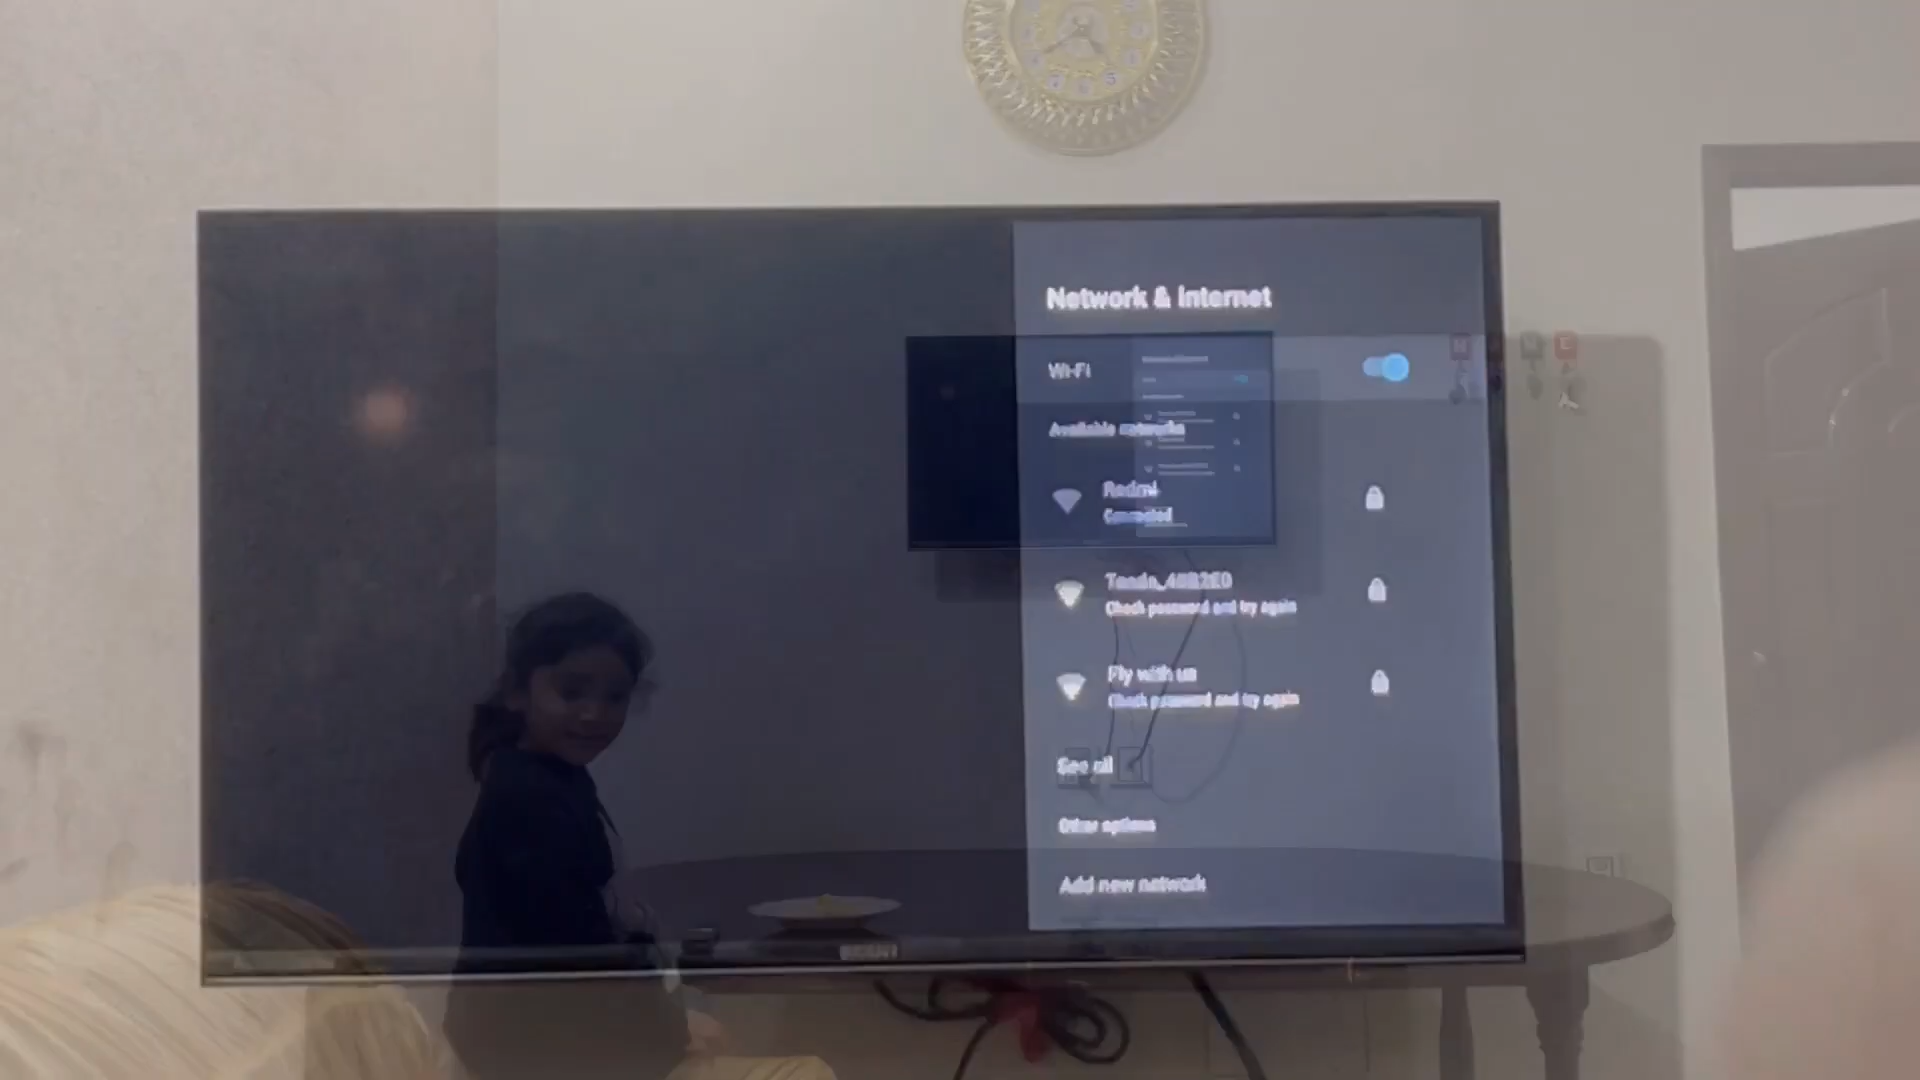 5
Network & Internet
Wi-Fi
Available networks
Redmi
Connected
Check password and try again
Fly with us
Check password and try again
See all
Other options
Add new network
E